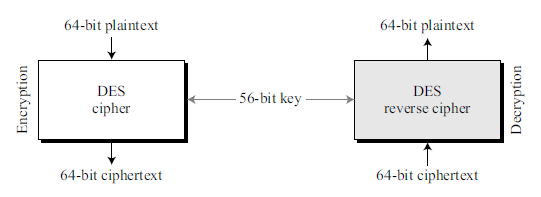 64-bit plaintext
64-bit plaintext
Encryption
DES
cipher
56-bit key
DES
reverse cipher
Decryption
64-bit ciphertext
64-bit ciphertext